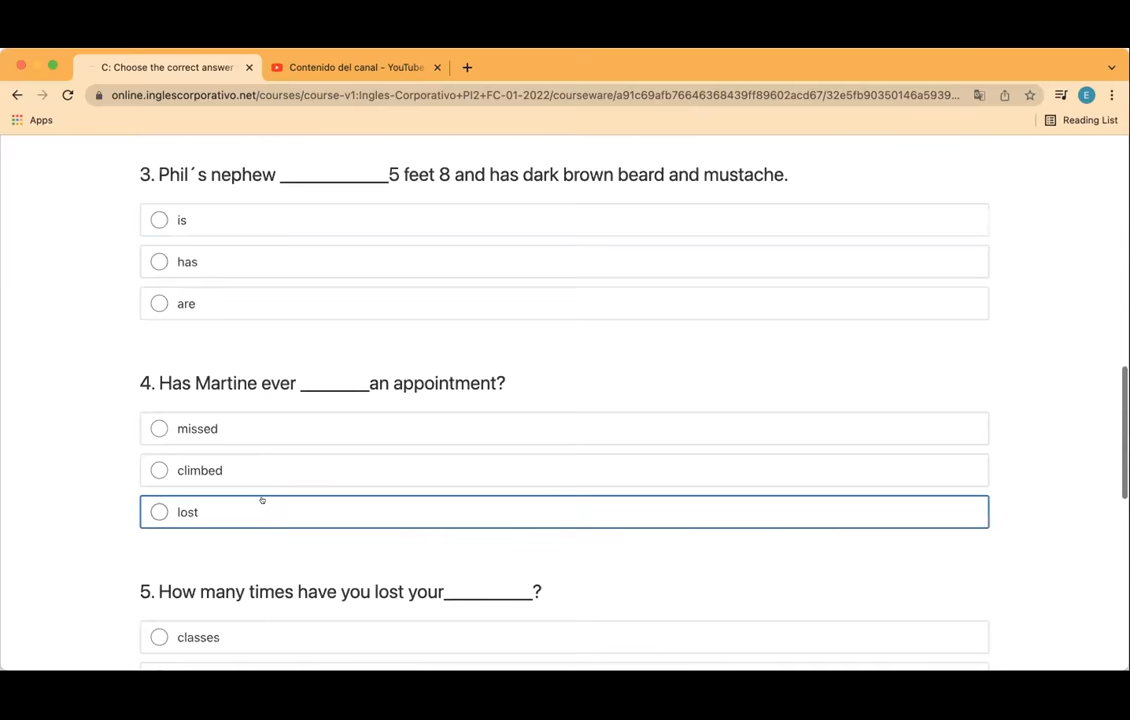 C: Choose the correct answer
Contenido del canal - YouTube
online.inglescorporativo.net/courses/course-v1:Ingles-Corporativo+PI2+FC-01-2022/courseware/a91c69afb76646368439ff89602acd67/32e5fb90350146a5939...
E
Apps
Reading List
3. Phil´s nephew ____________5 feet 8 and has dark brown beard and mustache.
is
has
are
4. Has Martine ever ________an appointment?
missed
climbed
lost
5. How many times have you lost your__________?
classes